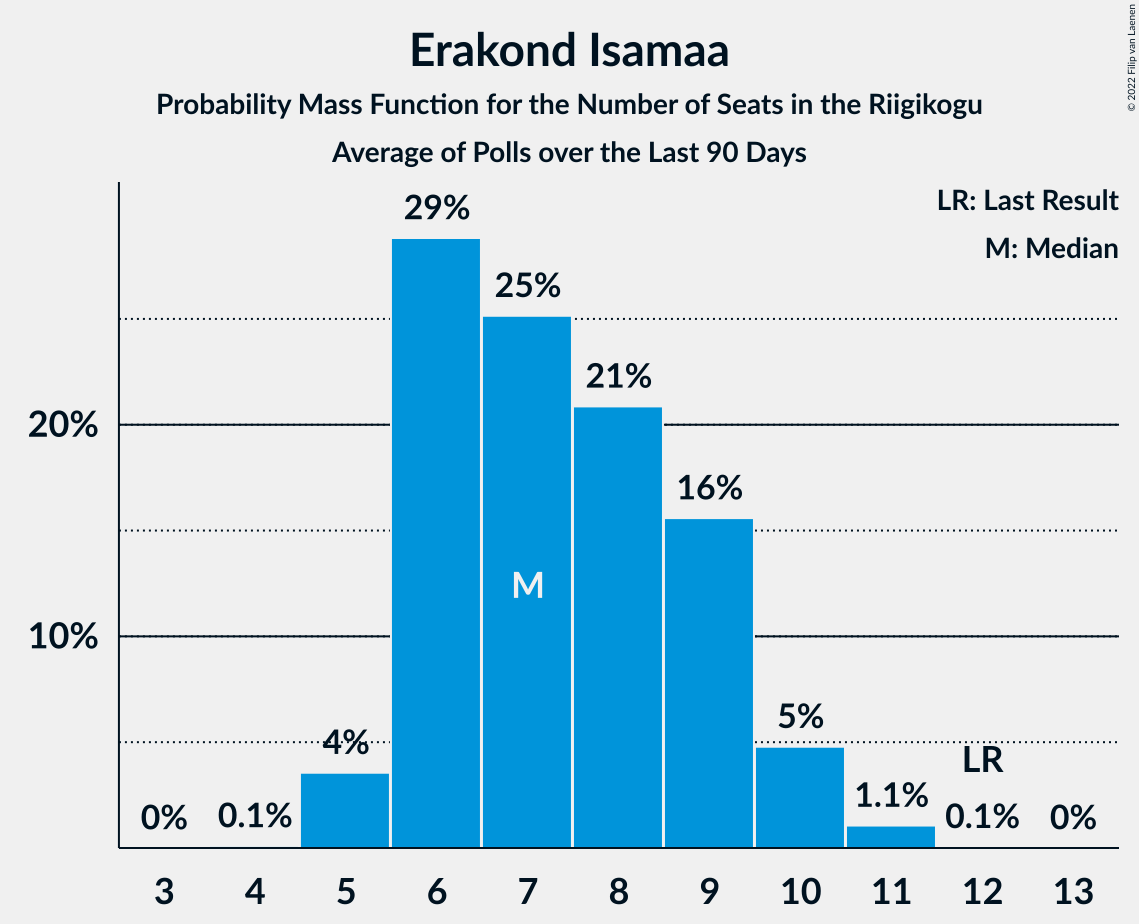 Erakond Isamaa
Probability Mass Function for the Number of Seats in the Riigikogu
Average of Polls over the Last 90 Days
© 2022 Filip van Laenen
LR: Last Result
M: Median
29%
25%
21%
20%
16%
M
10%
5%
4%
LR
1.1%
0% 0.1% 0.1% 0%
3 4 5 6 7 8 9 10 11 12 13